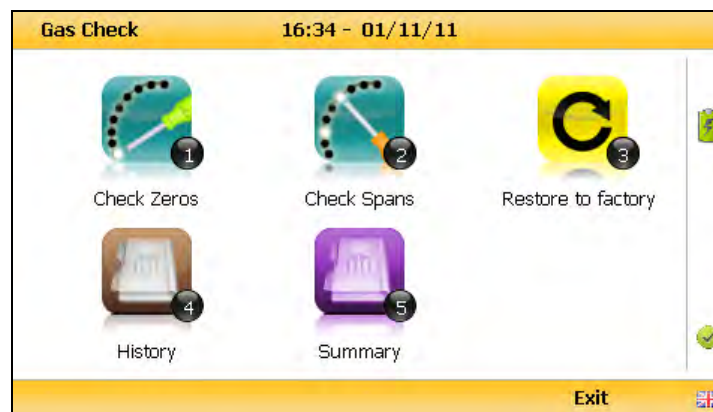 Gas Check 16:34 - 01/11/11
1 2 3
Check Zeros Check Spans Restore to factory
4 5
History Summary
Exit